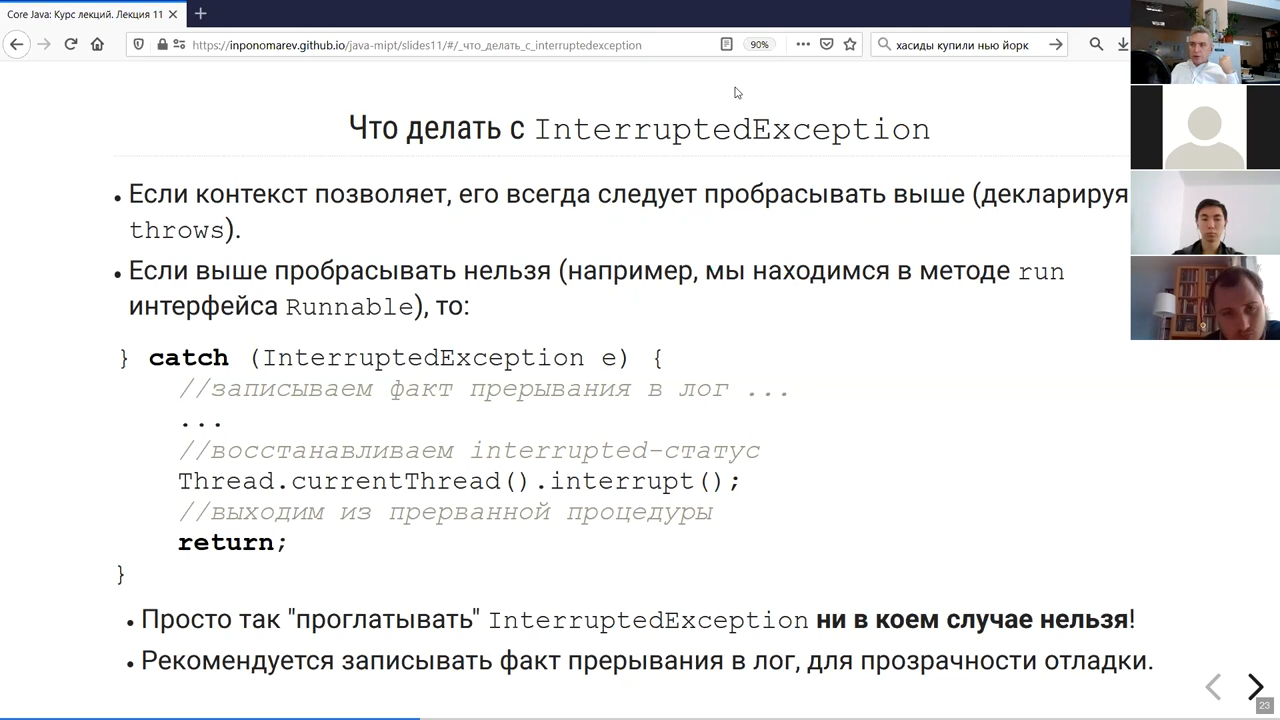 Core Java: Курс лекций. Лекция 11
https://inponomarev.github.io/java-mipt/slides11/#/_что_делать_с_interruptedexception
90%
хасиды купили нью йорк
Что делать с InterruptedException
• Если контекст позволяет, его всегда следует пробрасывать выше (декларируя
throws).
• Если выше пробрасывать нельзя (например, мы находимся в методе run
интерфейса Runnable), то:
} catch (InterruptedException e) {
//записываем факт прерывания в лог ...
...
//восстанавливаем interrupted-статус
Thread.currentThread().interrupt();
//выходим из прерванной процедуры
return;
}
• Просто так "проглатывать" InterruptedException ни в коем случае нельзя!
• Рекомендуется записывать факт прерывания в лог, для прозрачности отладки.
23